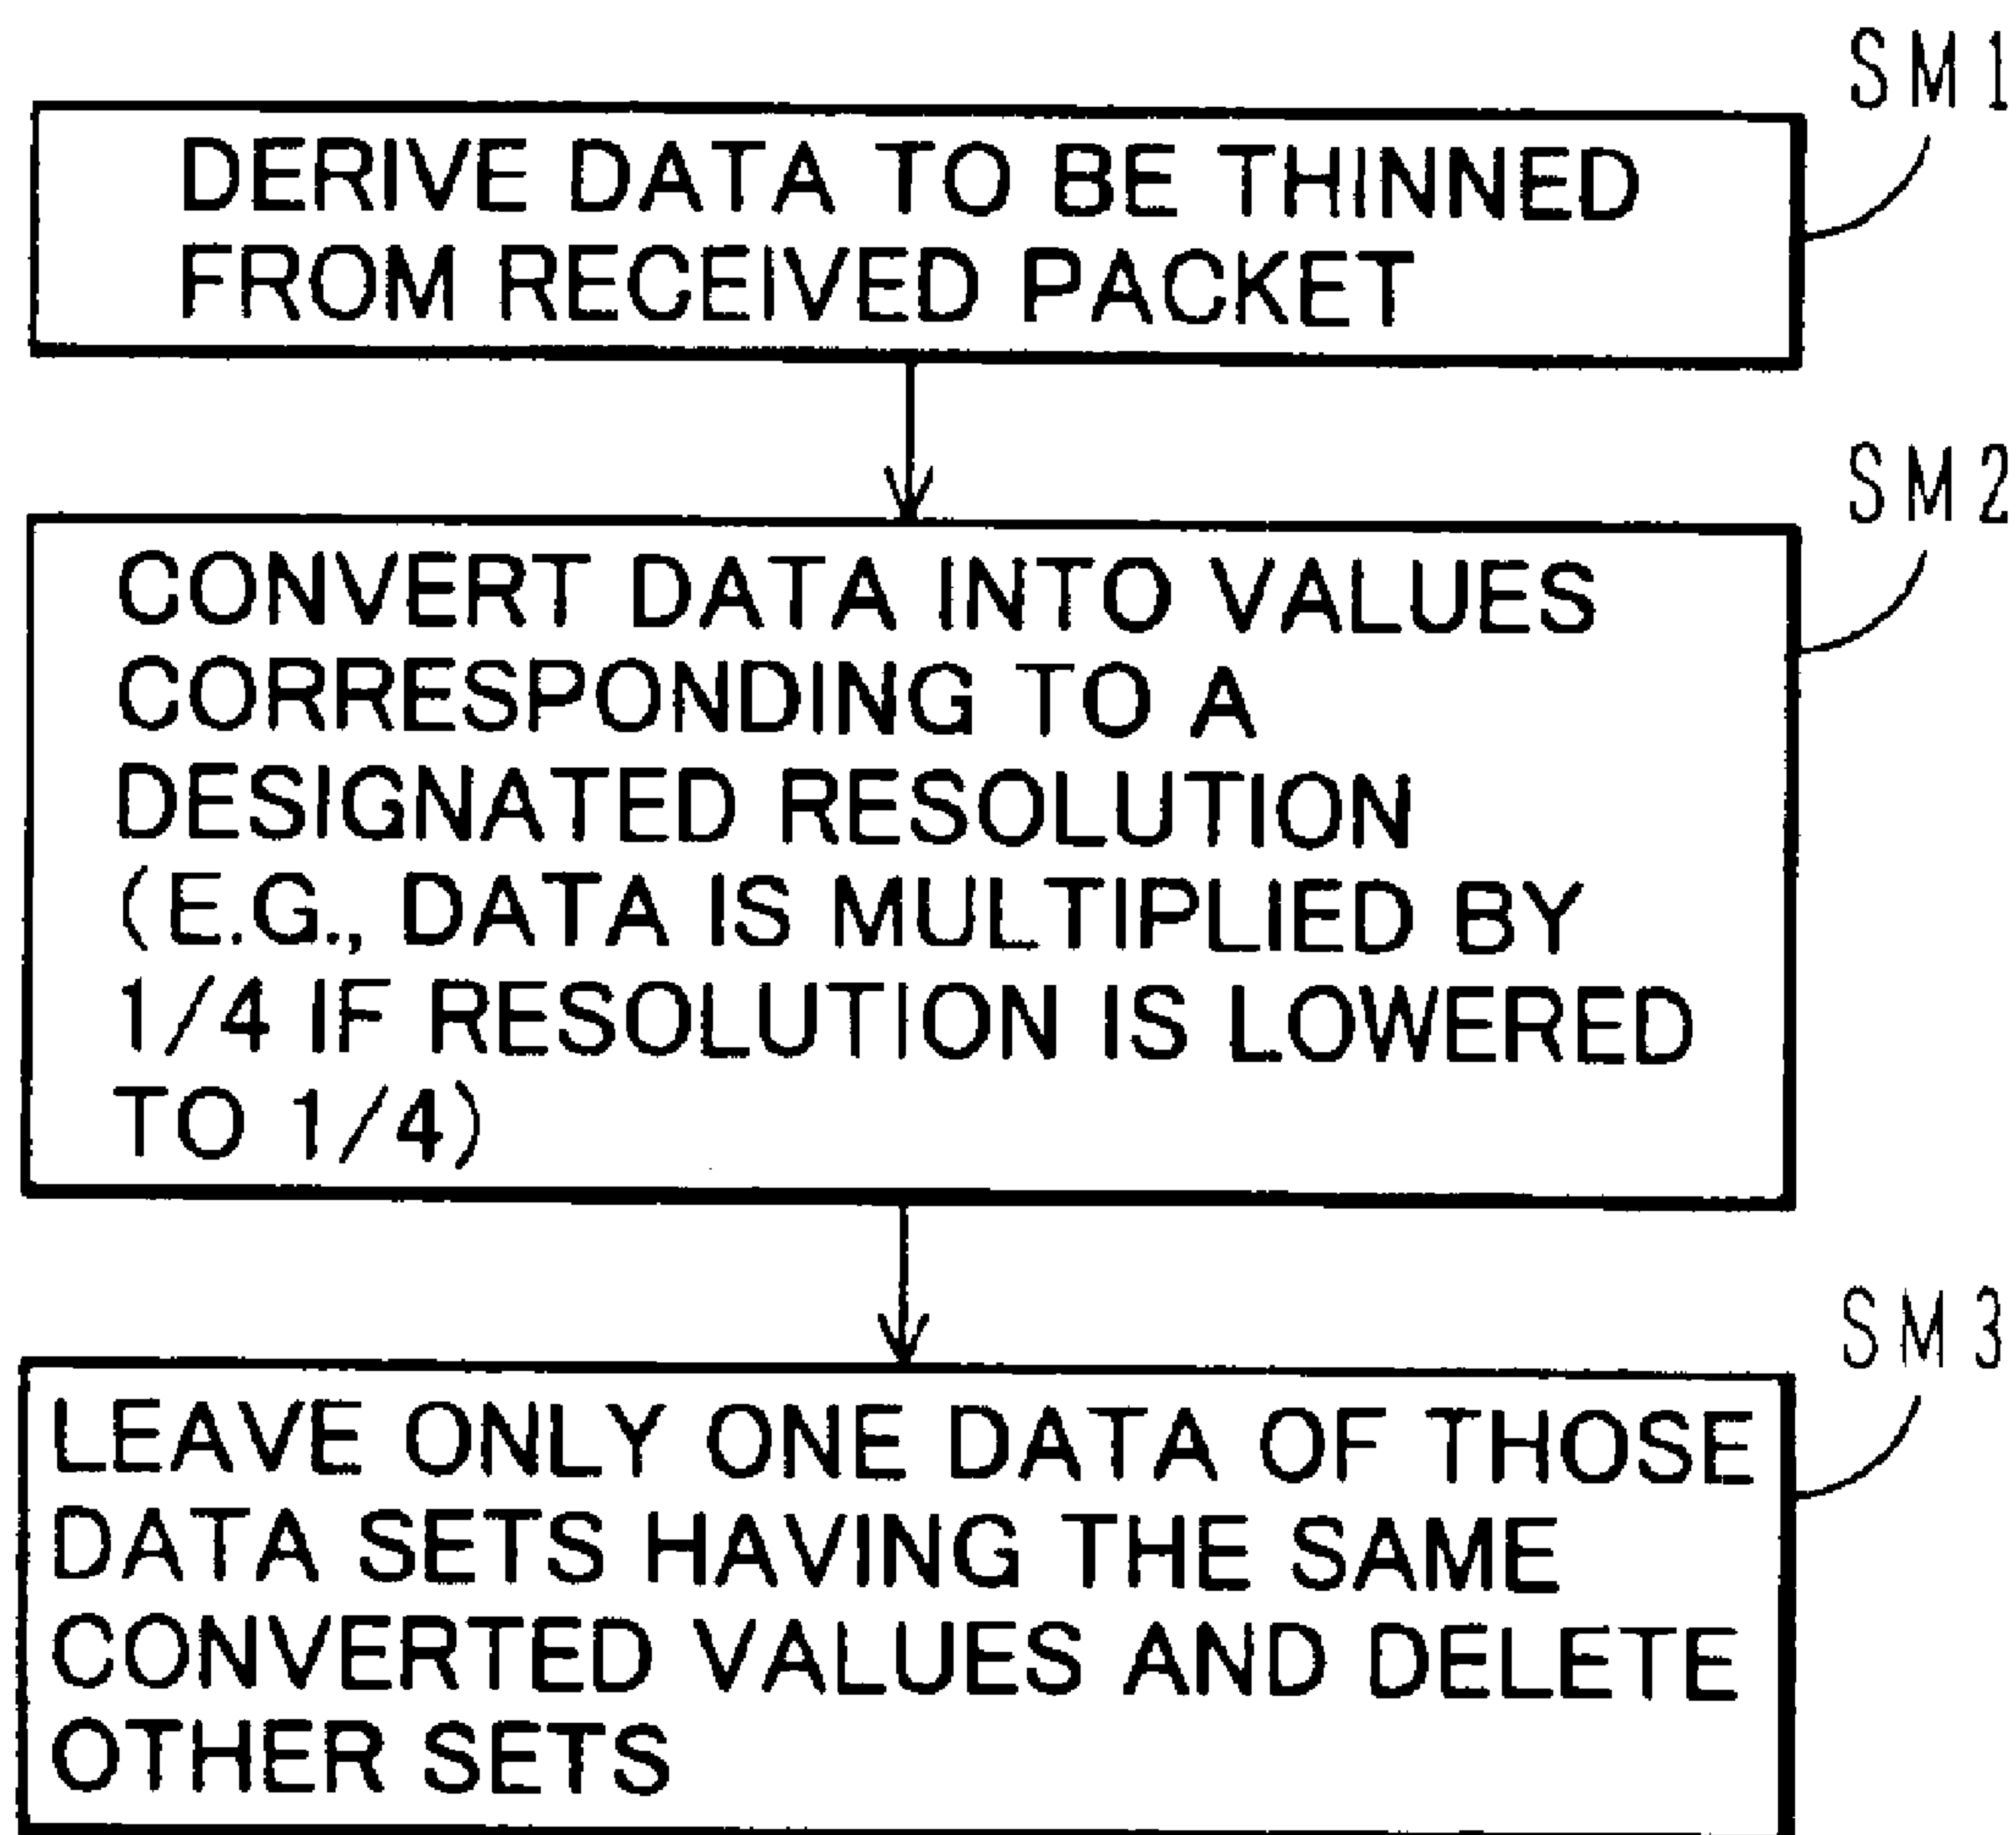 SM1
DERIVE DATA TO BE THINNED
FROM RECEIVED PACKET
SM2
CONVERT DATA INTO VALUES
CORRESPONDING TO A
DESIGNATED RESOLUTION
(E.G., DATA IS MULTIPLIED BY
1/4 IF RESOLUTION IS LOWERED
TO 1/4)
SM3
LEAVE ONLY ONE DATA OF THOSE
DATA SETS HAVING THE SAME
CONVERTED VALUES AND DELETE
OTHER SETS